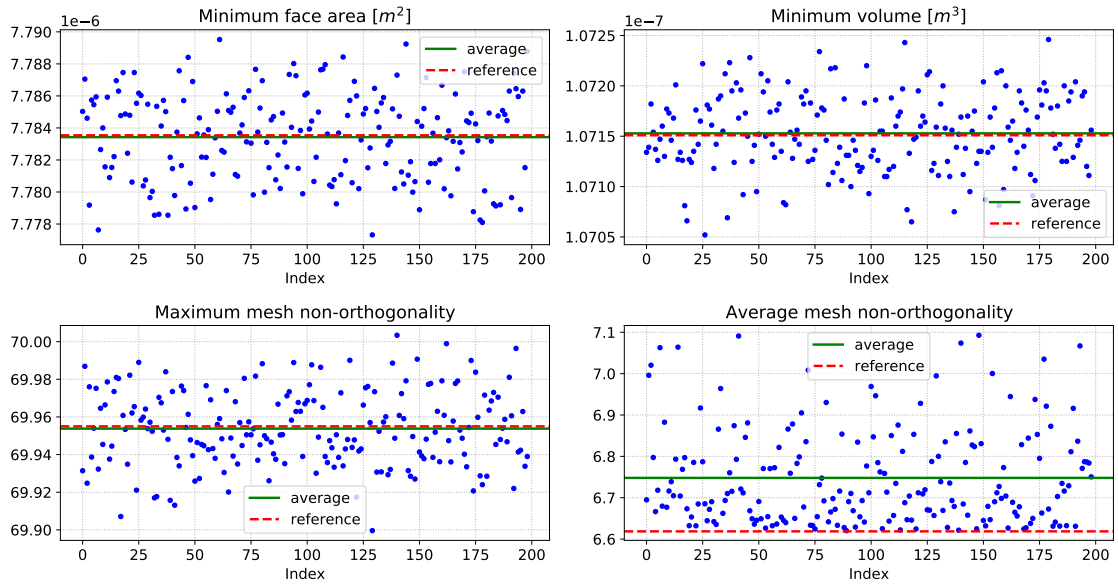 Minimum face area [m²]
1e−6
7.790
7.788
7.786
7.784
7.782
7.780
7.778
average
reference
0 25 50 75 100 125 150 175 200
Index
Minimum volume [m³]
1e−7
1.0725
1.0720
1.0715
1.0710
1.0705
average
reference
0 25 50 75 100 125 150 175 200
Index
Maximum mesh non-orthogonality
70.00
69.98
69.96
69.94
69.92
69.90
average
reference
0 25 50 75 100 125 150 175 200
Index
Average mesh non-orthogonality
7.1
7.0
6.9
6.8
6.7
6.6
average
reference
0 25 50 75 100 125 150 175 200
Index